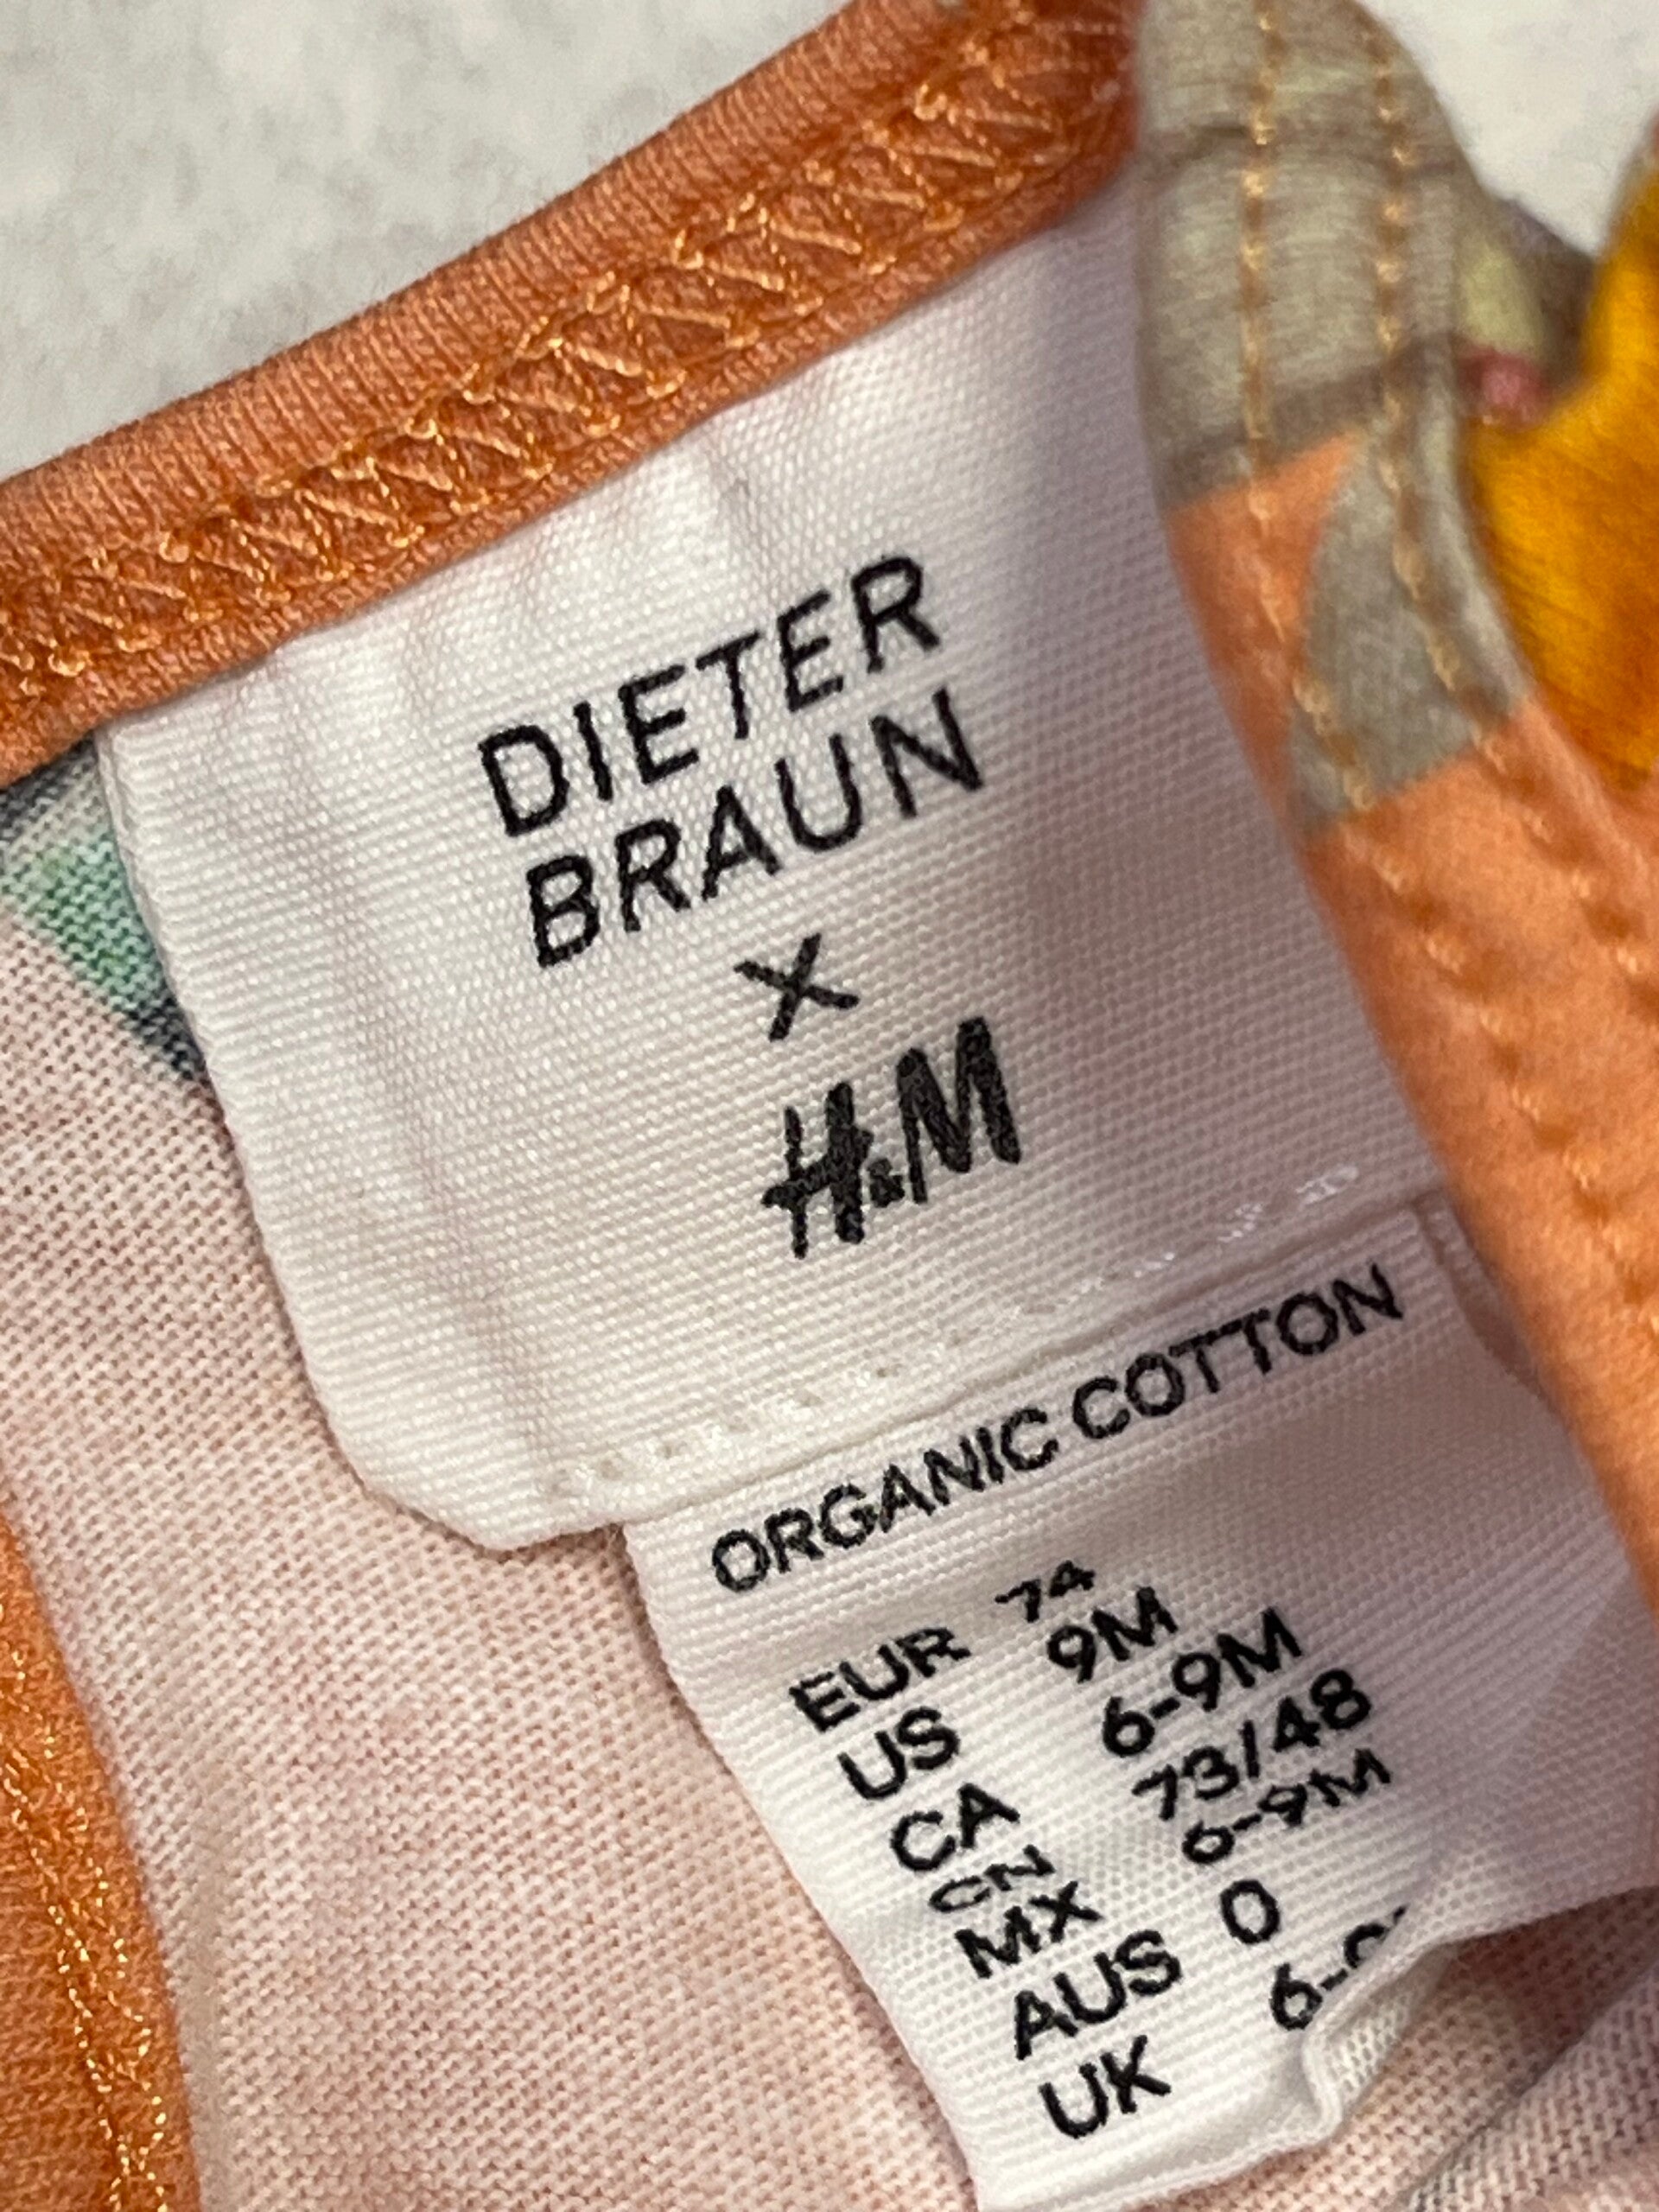 DIETER
BRAUN
X
H&M
ORGANIC COTTON
EUR 74
US 9M
CA 6-9M
CN 73/48
MX 6-9M
AUS 0
UK